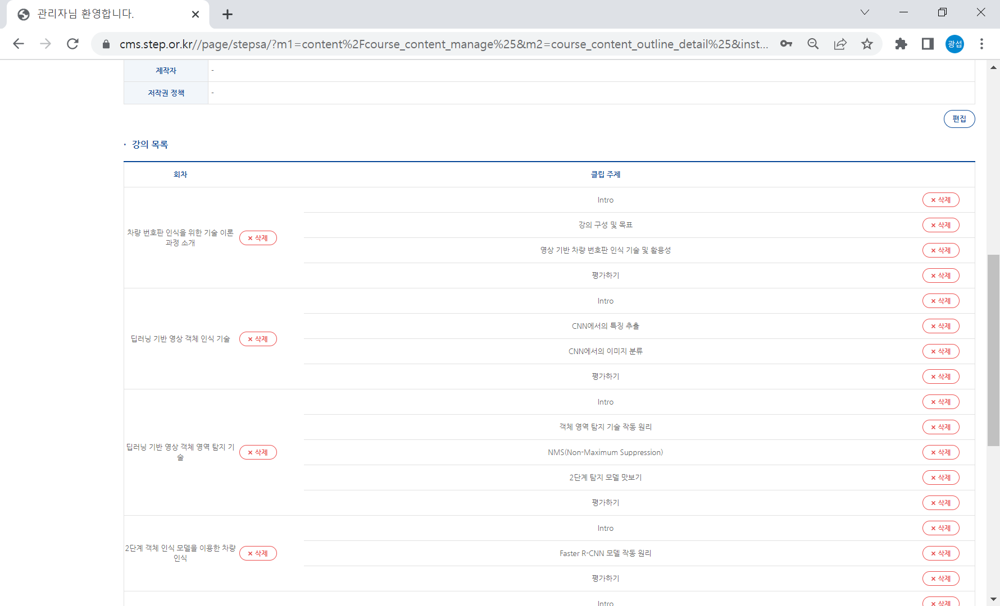 관리자님 환영합니다.
cms.step.or.kr//page/stepsa/?m1=content%2Fcourse_content_manage%25&m2=course_content_outline_detail%25&inst...
광섭
제작자 -
저작권 정책 -
편집
· 강의 목록
회차 클립 주제
Intro × 삭제
강의 구성 및 목표 × 삭제
차량 번호판 인식을 위한 기술 이론
과정 소개 × 삭제
영상 기반 차량 번호판 인식 기술 및 활용성 × 삭제
평가하기 × 삭제
Intro × 삭제
CNN에서의 특징 추출 × 삭제
딥러닝 기반 영상 객체 인식 기술 × 삭제
CNN에서의 이미지 분류 × 삭제
평가하기 × 삭제
Intro × 삭제
객체 영역 탐지 기술 작동 원리 × 삭제
딥러닝 기반 영상 객체 영역 탐지 기
술 × 삭제
NMS(Non-Maximum Suppression) × 삭제
2단계 탐지 모델 맛보기 × 삭제
평가하기 × 삭제
Intro × 삭제
2단계 객체 인식 모델을 이용한 차량
인식 × 삭제
Faster R-CNN 모델 작동 원리 × 삭제
평가하기 × 삭제
Intro × 삭제